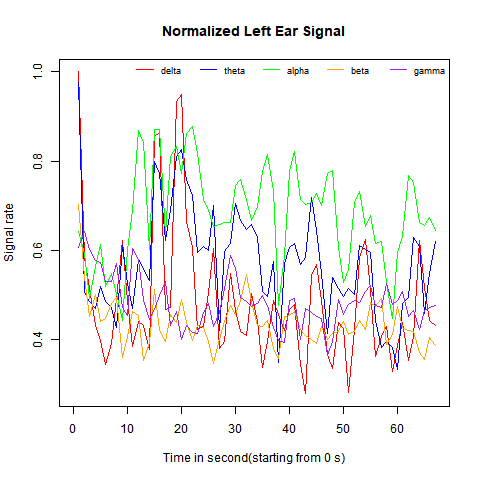 Normalized Left Ear Signal
delta theta alpha beta gamma
1.0
0.8
0.6
0.4
Signal rate
0 10 20 30 40 50 60
Time in second(starting from 0 s)